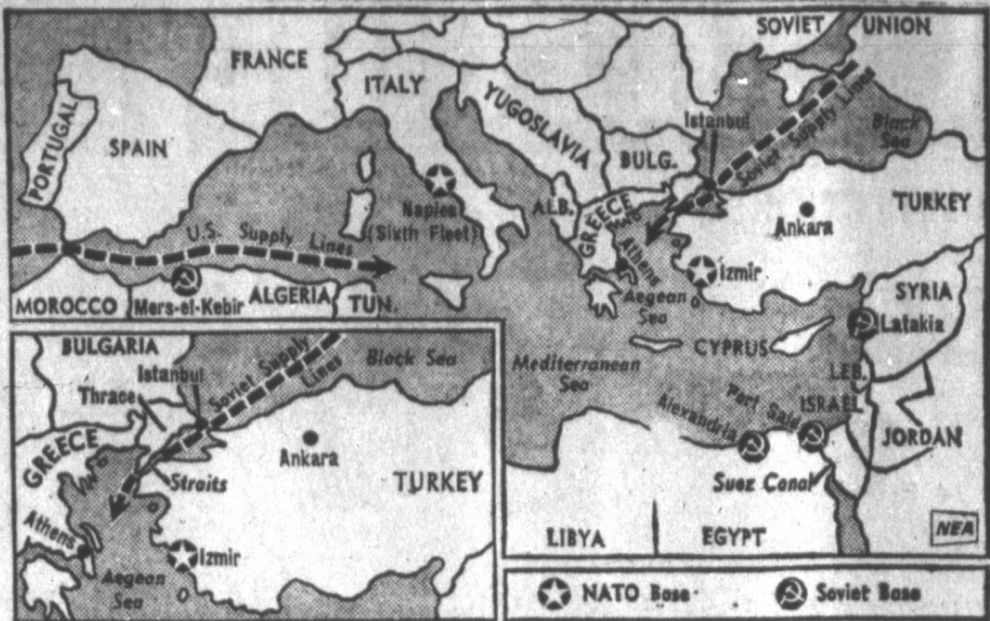 SOVIET UNION
FRANCE
ITALY
YUGOSLAVIA
Istanbul
Soviet Supply Lines
Black Sea
PORTUGAL
SPAIN
BULG.
TURKEY
Naples
(Sixth Fleet)
ALB.
GREECE
Ankara
U.S. Supply Lines
Athens
Izmir
MOROCCO
Mers-el-Kebir
ALGERIA
TUN.
Aegean
Sea
SYRIA
Latakia
CYPRUS
Mediterranean
Sea
LEB.
Alexandria
Port Said
ISRAEL
JORDAN
Suez Canal
LIBYA
EGYPT
NEA
BULGARIA
Istanbul
Soviet Supply
Lines
Black Sea
Thrace
GREECE
Ankara
Straits
TURKEY
Athens
Izmir
Aegean
Sea
NATO Base
Soviet Base